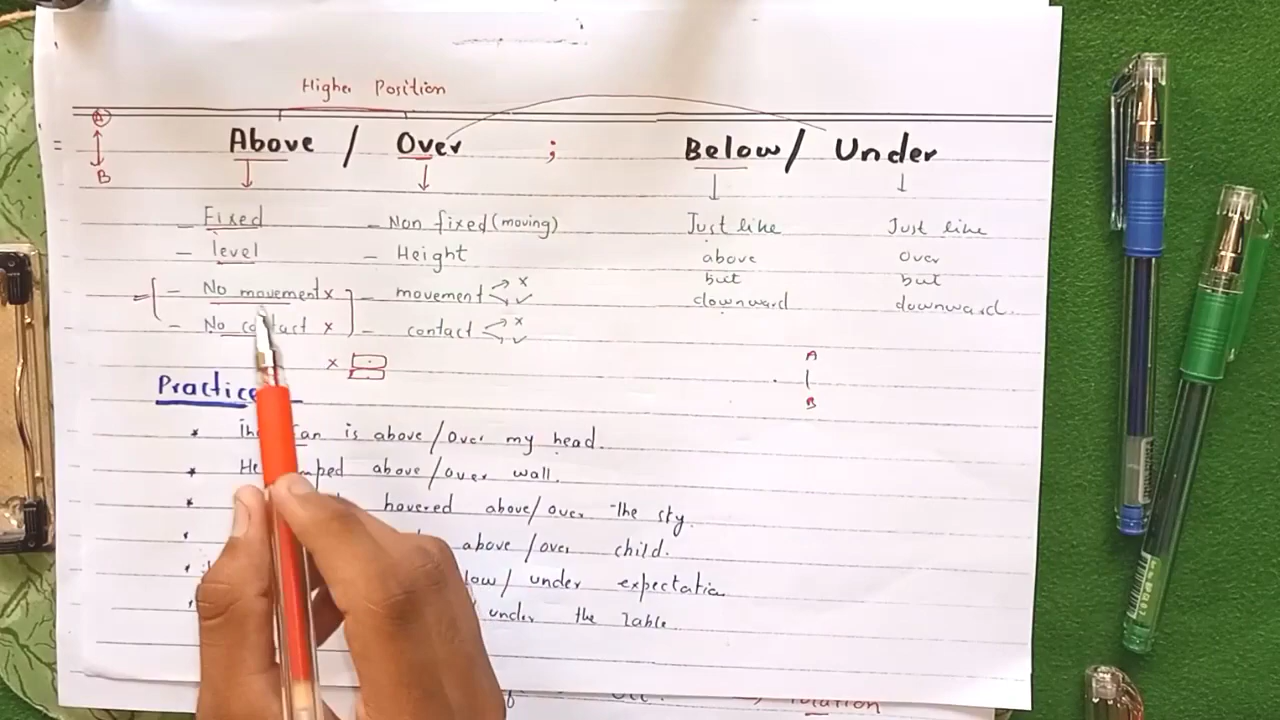 Higher Position
A
B
= Above / Over ; Below / Under
- Fixed - Non fixed (moving) Just like Just like
- level - Height above over
but but
- No movement x - movement x ✓ downward downward.
- No contact x - contact x ✓
x
A
B
Practice
* The Fan is above/over my head.
* He above/over wall.
* hovered above/over the sky.
* above/over child.
* / under expectation
* under the Table.